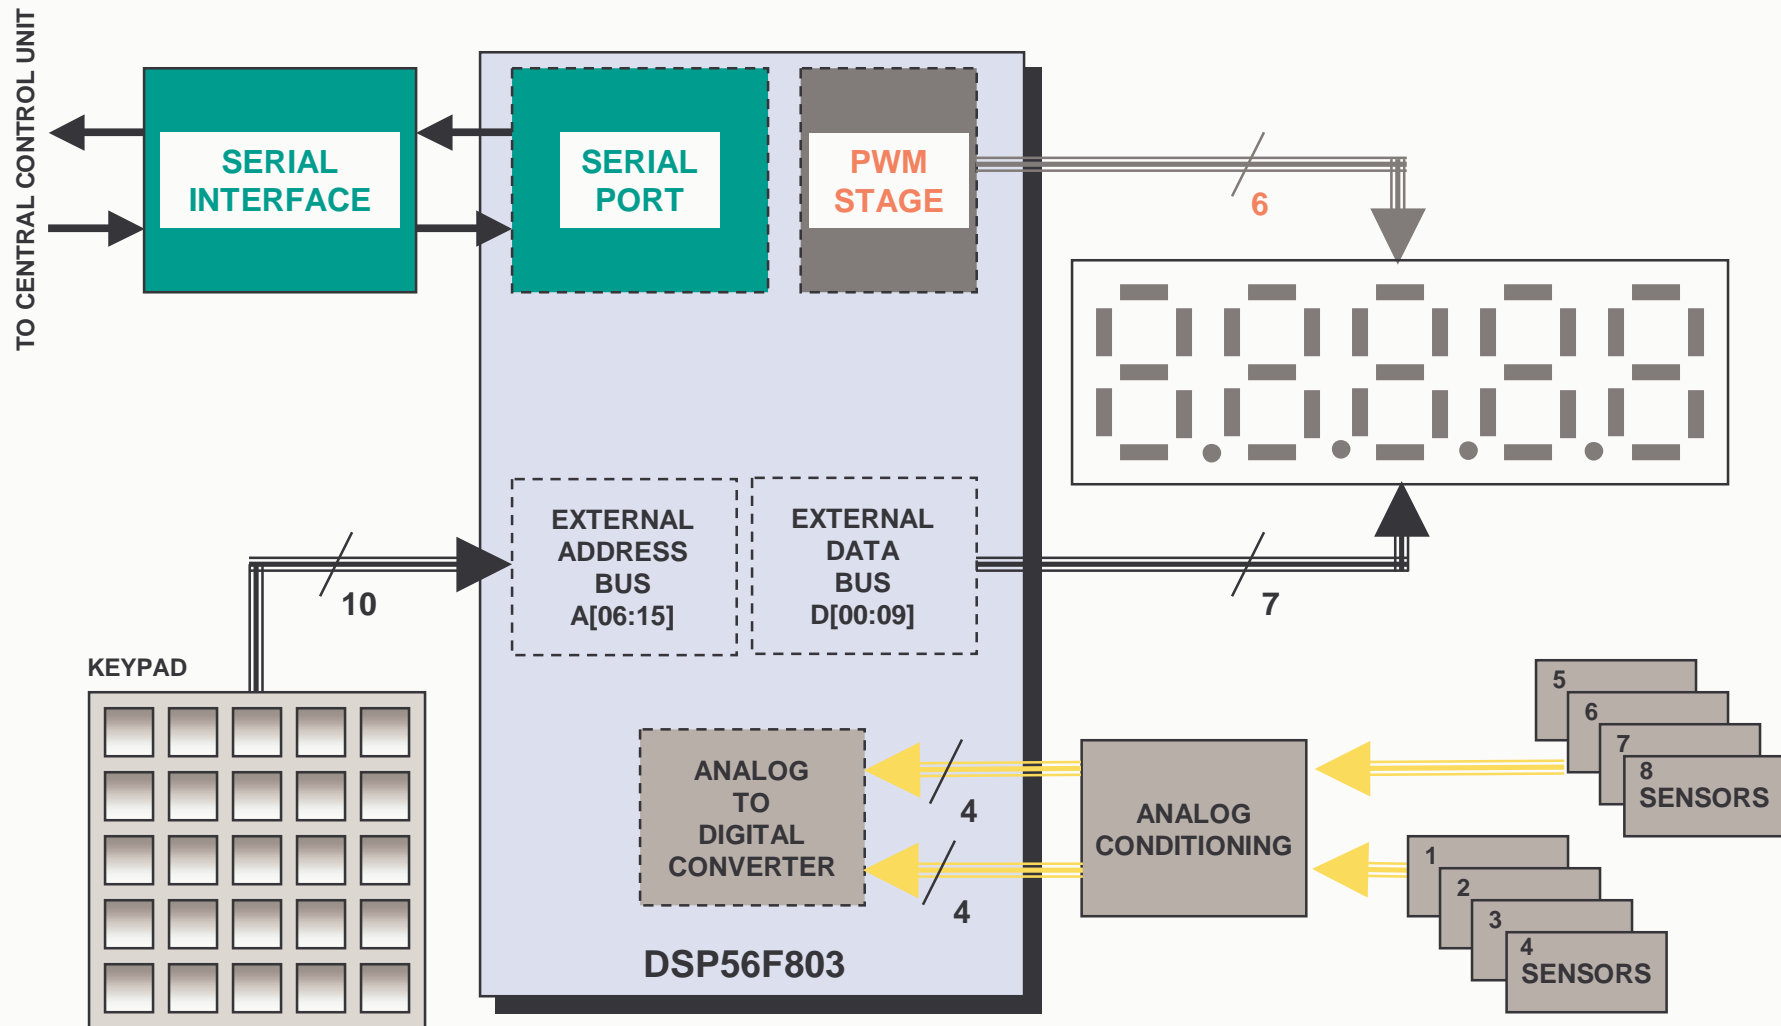 TO CENTRAL CONTROL UNIT
SERIAL
INTERFACE
SERIAL
PORT
PWM
STAGE
6
EXTERNAL
ADDRESS
BUS
A[06:15]
EXTERNAL
DATA
BUS
D[00:09]
10
7
KEYPAD
ANALOG
TO
DIGITAL
CONVERTER
4
4
ANALOG
CONDITIONING
5
6
7
8
SENSORS
1
2
3
4
SENSORS
DSP56F803